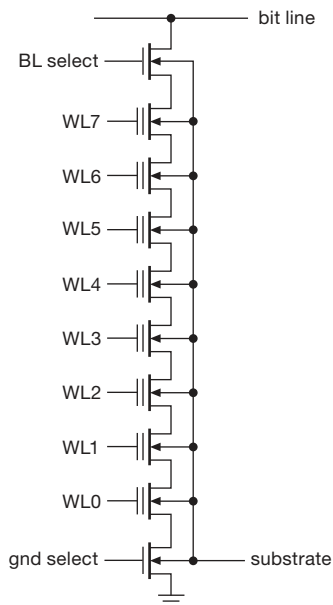 bit line
BL select
WL7
WL6
WL5
WL4
WL3
WL2
WL1
WL0
gnd select
substrate